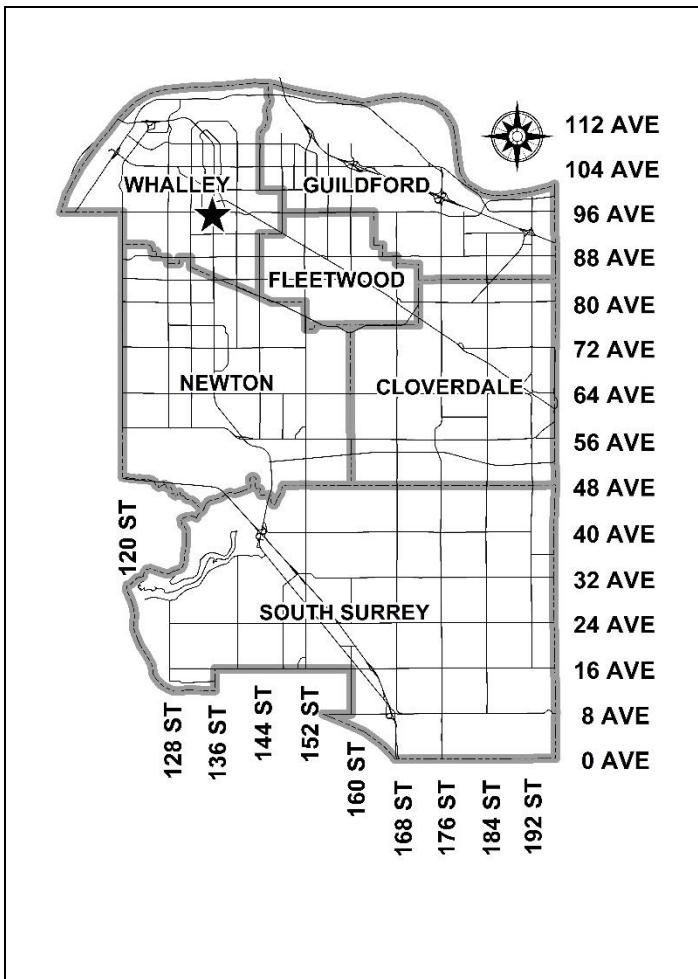 112 AVE
104 AVE
WHALLEY
GUILDFORD
96 AVE
88 AVE
FLEETWOOD
80 AVE
72 AVE
NEWTON
CLOVERDALE
64 AVE
56 AVE
48 AVE
120 ST
40 AVE
32 AVE
SOUTH SURREY
24 AVE
16 AVE
128 ST
136 ST
144 ST
152 ST
8 AVE
160 ST
0 AVE
168 ST
176 ST
184 ST
192 ST